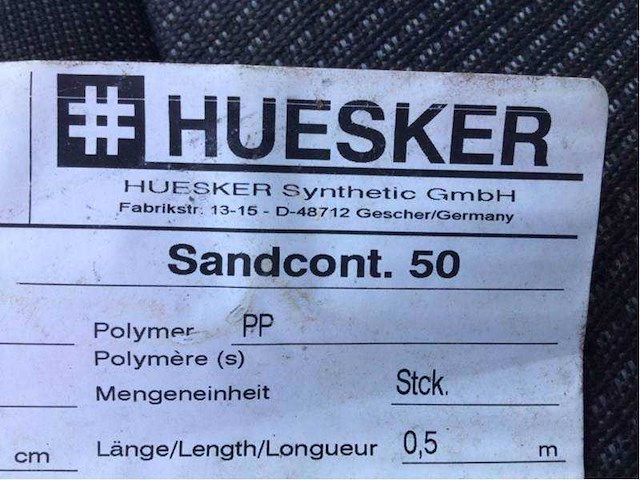 HUESKER
HUESKER Synthetic GmbH
Fabrikstr. 13-15 - D-48712 Gescher/Germany
Sandcont. 50
Polymer PP
Polymère (s)
Mengeneinheit Stck.
cm Länge/Length/Longueur 0,5 m